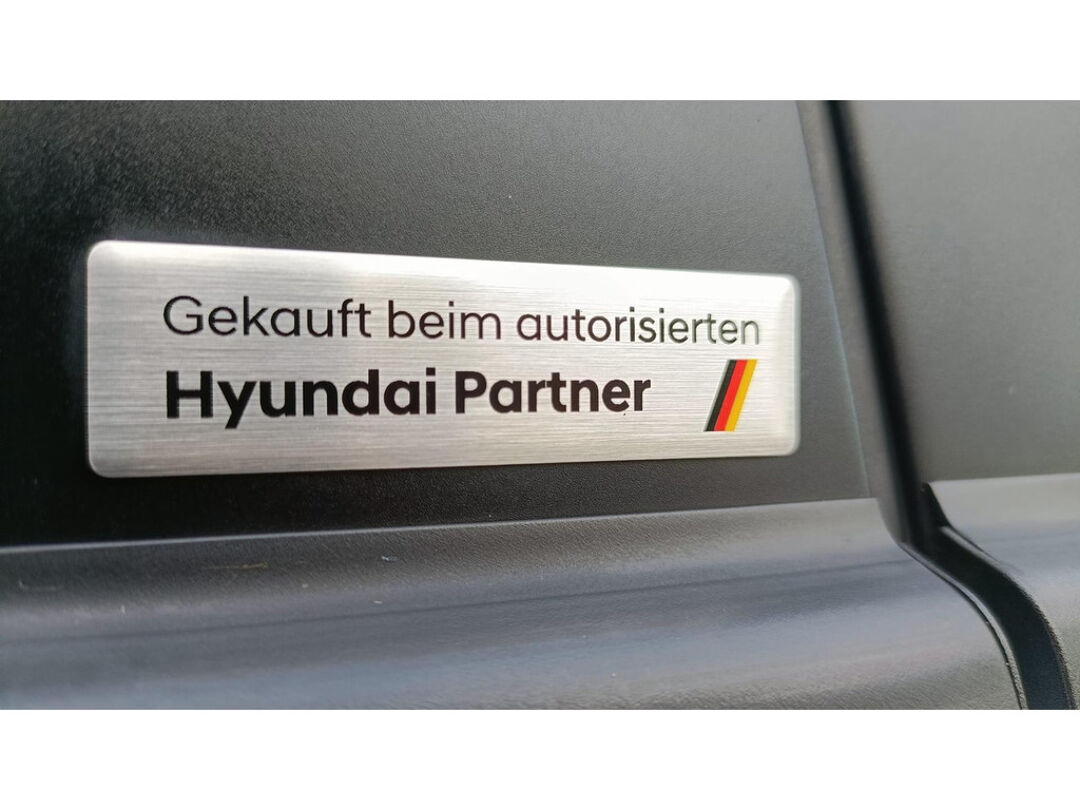 Gekauft beim autorisierten
Hyundai Partner